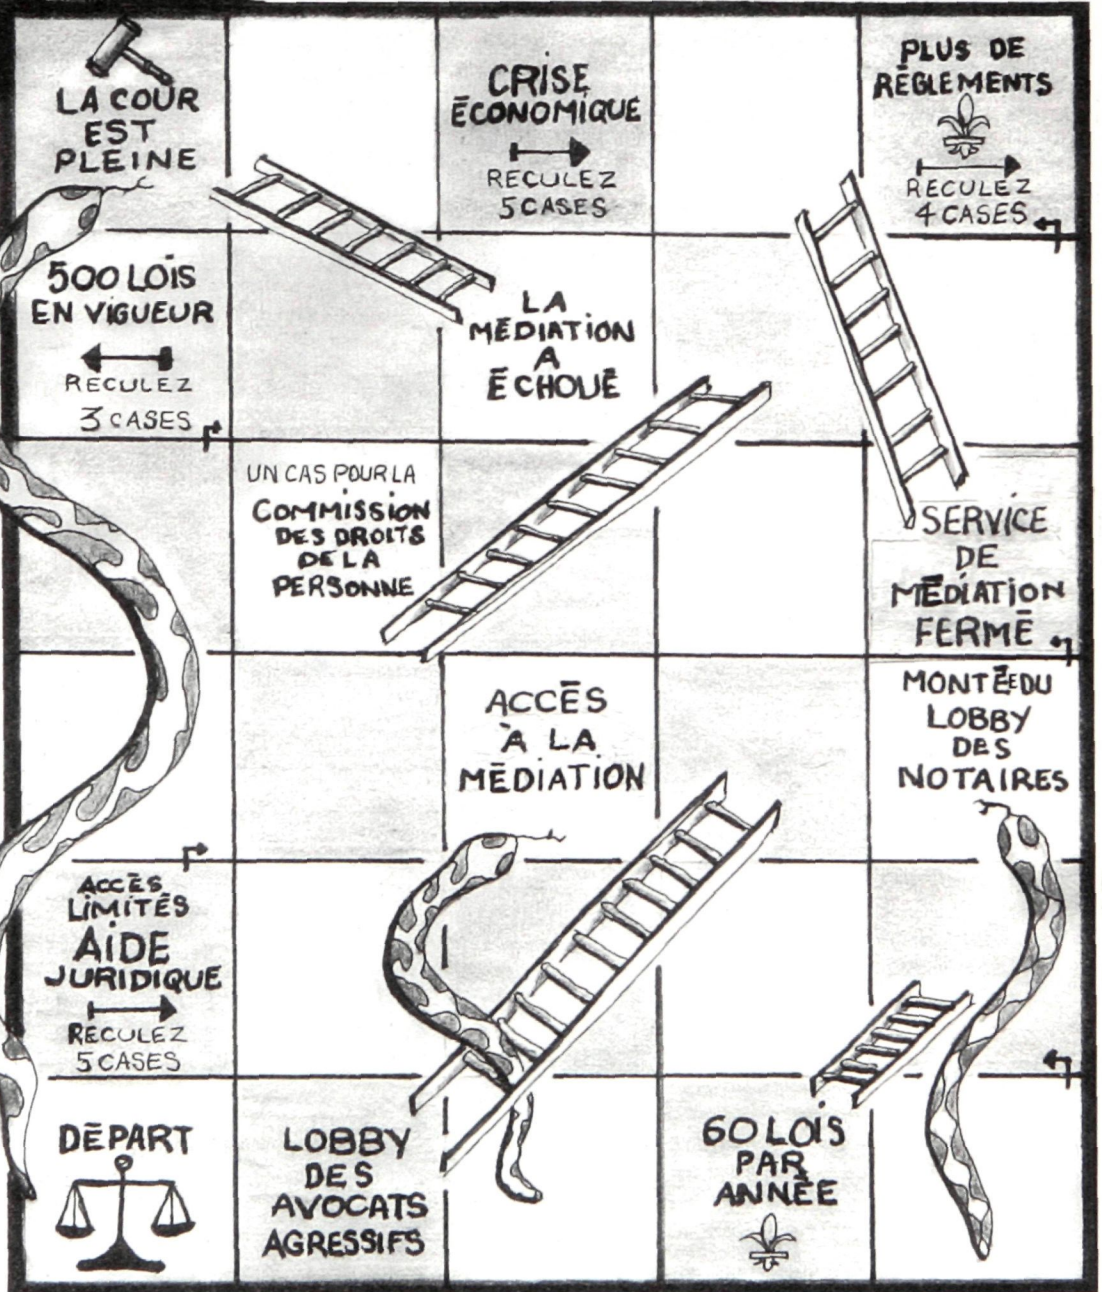 LA COUR
EST
PLEINE
CRISE
ÉCONOMIQUE
RECULEZ
5 CASES
PLUS DE
RÈGLEMENTS
RECULEZ
4 CASES
500 LOIS
EN VIGUEUR
RECULEZ
3 CASES
LA
MÉDIATION
A
ÉCHOUÉ
UN CAS POUR LA
COMMISSION
DES DROITS
DE LA
PERSONNE
SERVICE
DE
MÉDIATION
FERMÉ
ACCÈS
À LA
MÉDIATION
MONTÉE DU
LOBBY
DES
NOTAIRES
ACCÈS
LIMITÉS
AIDE
JURIDIQUE
RECULEZ
5 CASES
DÉPART
LOBBY
DES
AVOCATS
AGRESSIFS
60 LOIS
PAR
ANNÉE